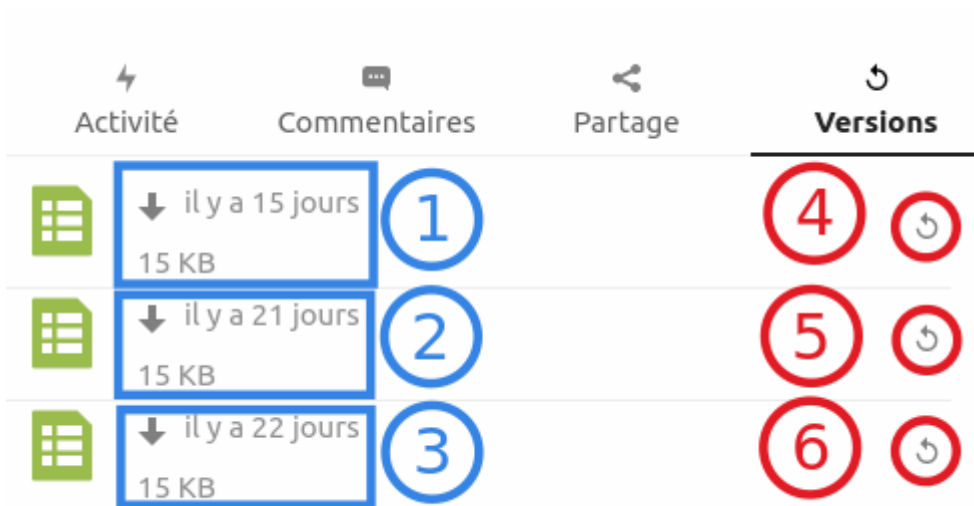 Activité Commentaires Partage Versions
il y a 15 jours 1 4
15 KB
il y a 21 jours 2 5
15 KB
il y a 22 jours 3 6
15 KB